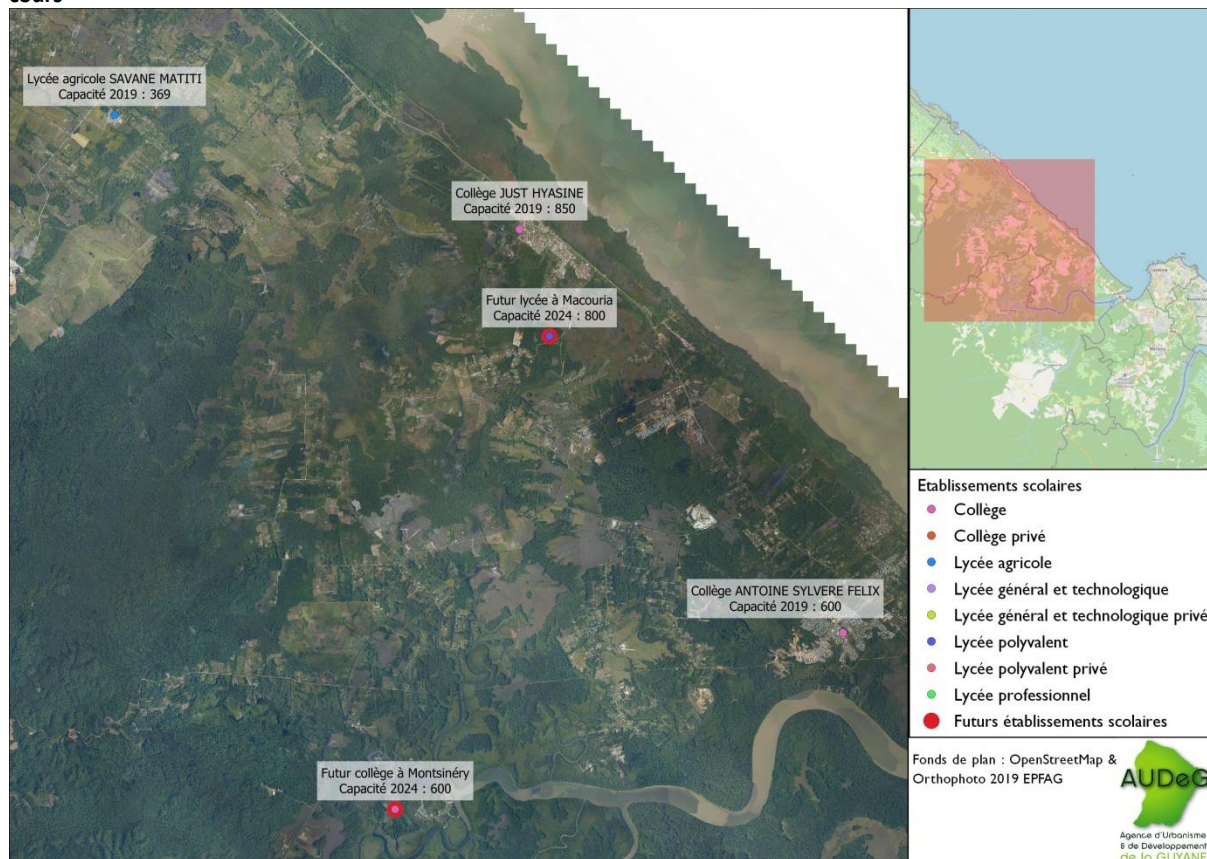 cours
Lycée agricole SAVANE MATITI
Capacité 2019 : 369
Collège JUST HYASINE
Capacité 2019 : 850
Futur lycée à Macouria
Capacité 2024 : 800
Collège ANTOINE SYLVERE FELIX
Capacité 2019 : 600
Futur collège à Montsinéry
Capacité 2024 : 600
Etablissements scolaires
Collège
Collège privé
Lycée agricole
Lycée général et technologique
Lycée général et technologique privé
Lycée polyvalent
Lycée polyvalent privé
Lycée professionnel
Futurs établissements scolaires
Fonds de plan : OpenStreetMap &
Orthophoto 2019 EPFAG
AUDeG
Agence d'Urbanisme
& de Développement
de la GUYANE